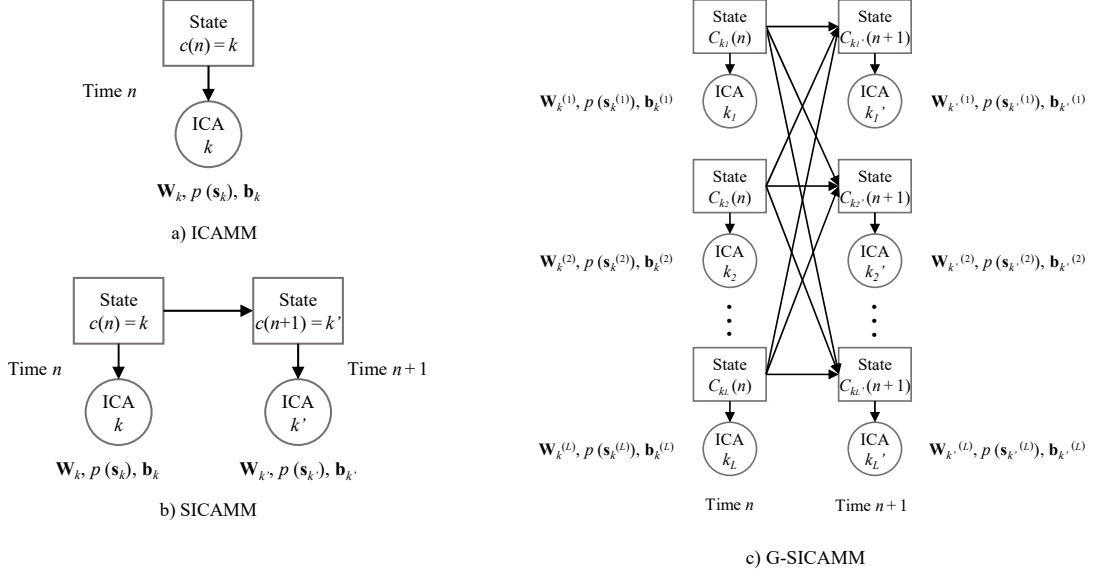 State
c(n) = k
Time n
ICA
k
W_k, p (s_k), b_k
a) ICAMM
State
c(n) = k
State
c(n+1) = k’
Time n
Time n + 1
ICA
k
ICA
k’
W_k, p (s_k), b_k
W_k’, p (s_k’), b_k’
b) SICAMM
State
C_k1(n)
State
C_k1’(n+1)
ICA
k_1
ICA
k_1’
W_k^(1), p (s_k^(1)), b_k^(1)
W_k’^(1), p (s_k’^(1)), b_k’^(1)
State
C_k2(n)
State
C_k2’(n+1)
ICA
k_2
ICA
k_2’
W_k^(2), p (s_k^(2)), b_k^(2)
W_k’^(2), p (s_k’^(2)), b_k’^(2)
State
C_kL(n)
State
C_kL’(n+1)
ICA
k_L
ICA
k_L’
W_k^(L), p (s_k^(L)), b_k^(L)
W_k’^(L), p (s_k’^(L)), b_k’^(L)
Time n
Time n + 1
c) G-SICAMM